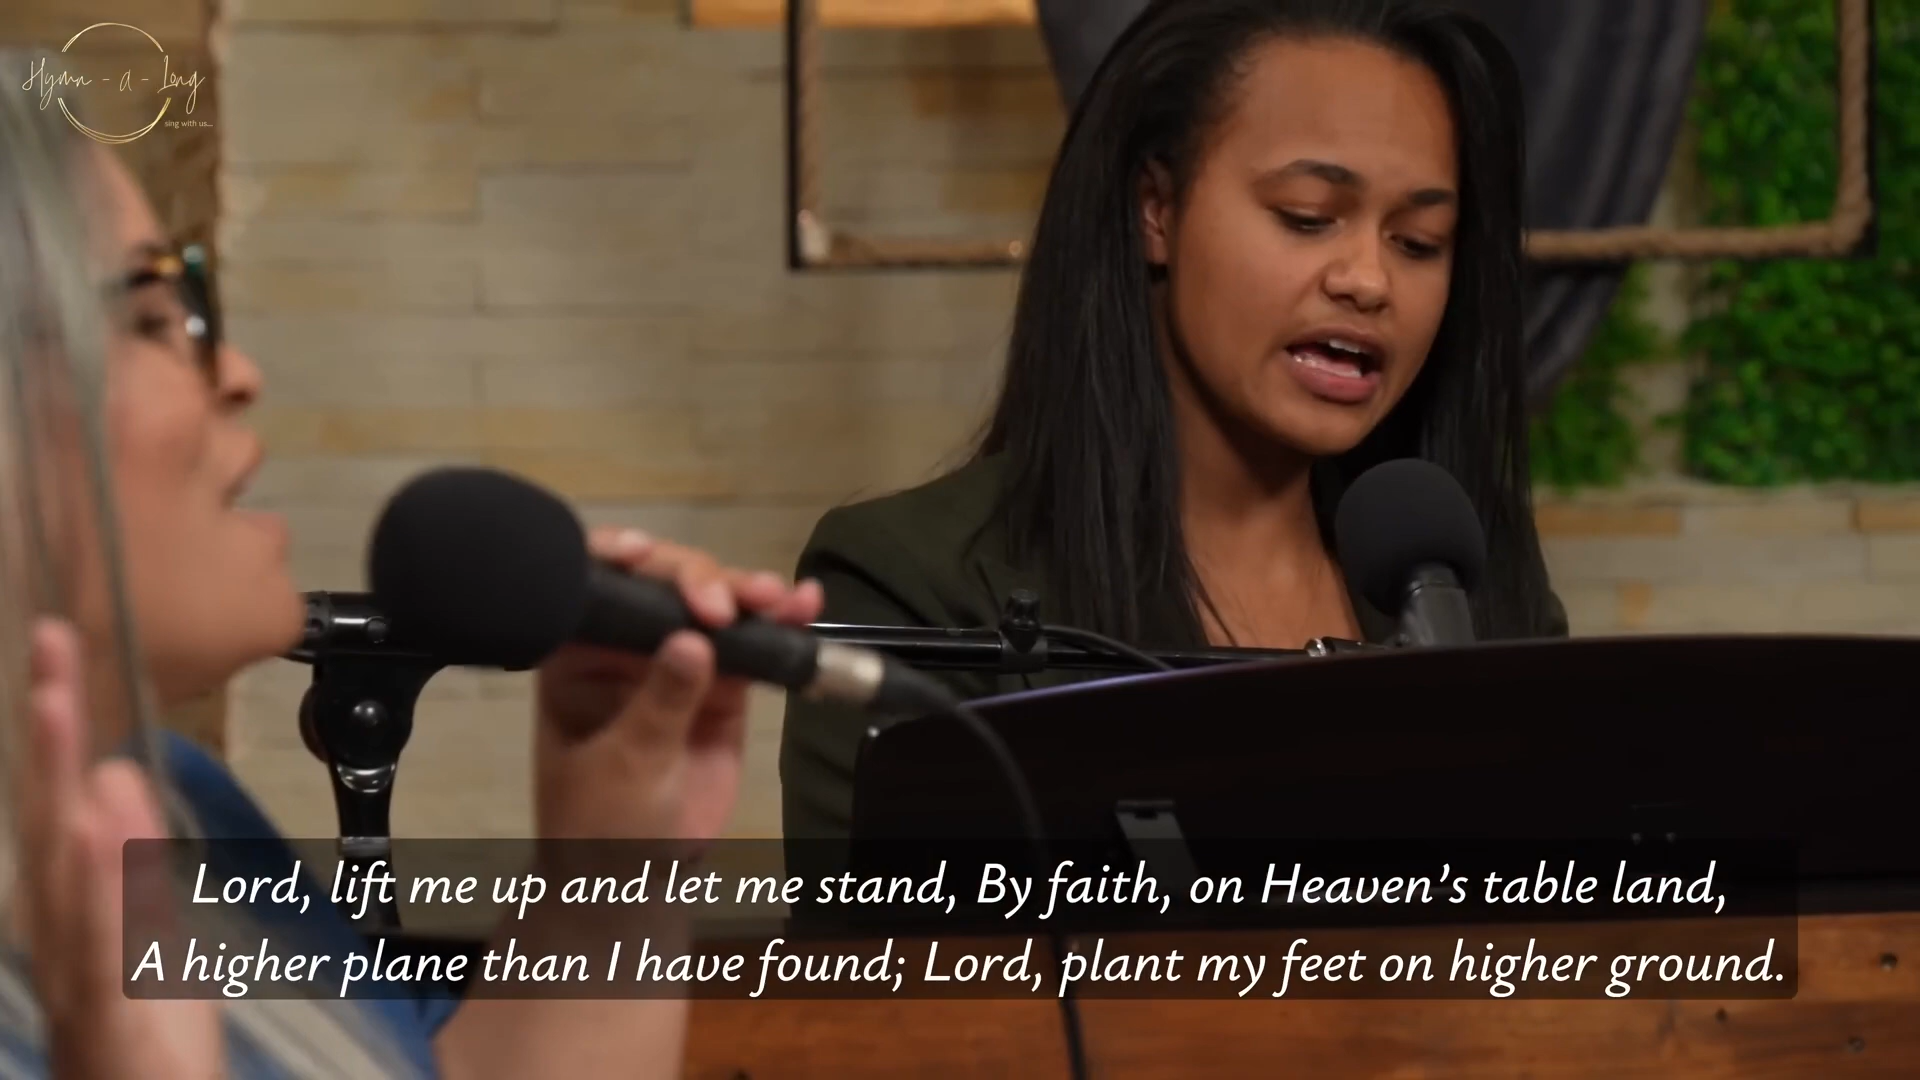 Hymn - a - Long
sing with us...
Lord, lift me up and let me stand, By faith, on Heaven’s table land,
A higher plane than I have found; Lord, plant my feet on higher ground.